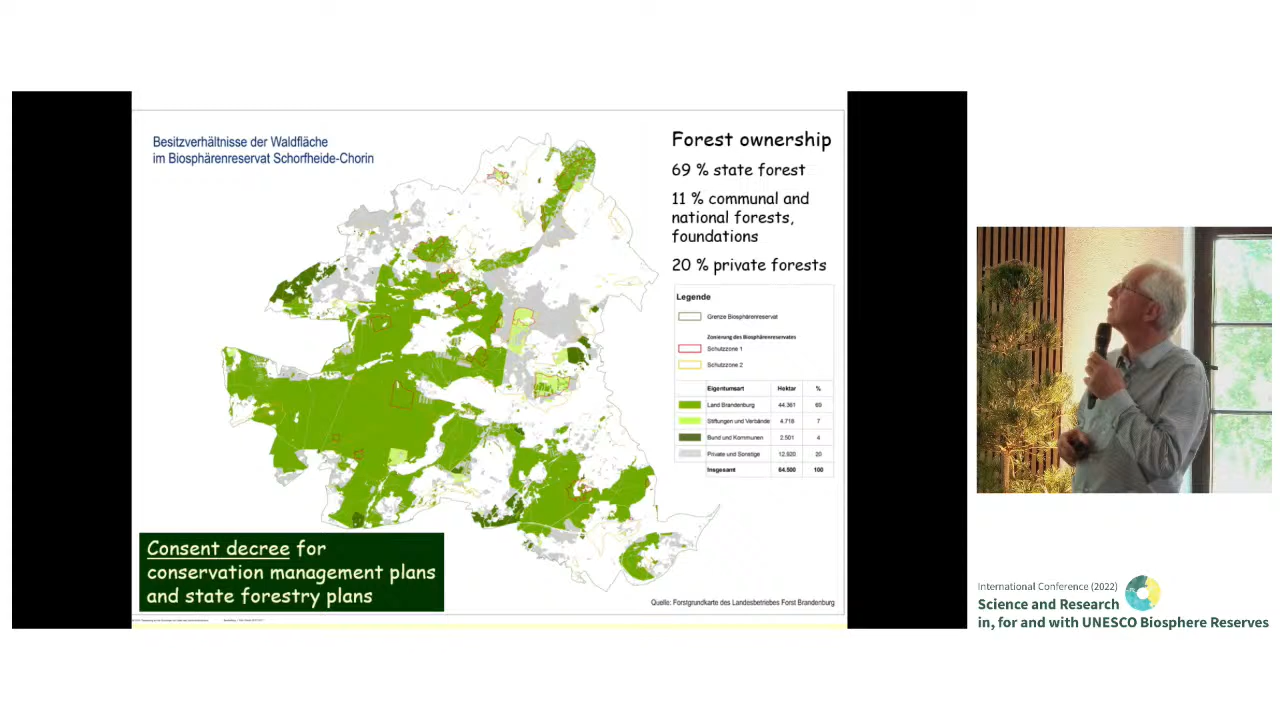 Besitzverhältnisse der Waldfläche
im Biosphärenreservat Schorfheide-Chorin
Forest ownership
69 % state forest
11 % communal and
national forests,
foundations
20 % private forests
Legende
Grenze Biosphärenreservat
Zonierung des Biosphärenreservates
Schutzzone 1
Schutzzone 2
Eigentumsart Hektar %
Land Brandenburg 44.361 69
Stiftungen und Verbände 4.718 7
Bund und Kommunen 2.501 4
Private und Sonstige 12.920 20
Insgesamt 64.500 100
Consent decree for
conservation management plans
and state forestry plans
Quelle: Forstgrundkarte des Landesbetriebes Forst Brandenburg
International Conference (2022)
Science and Research
in, for and with UNESCO Biosphere Reserves